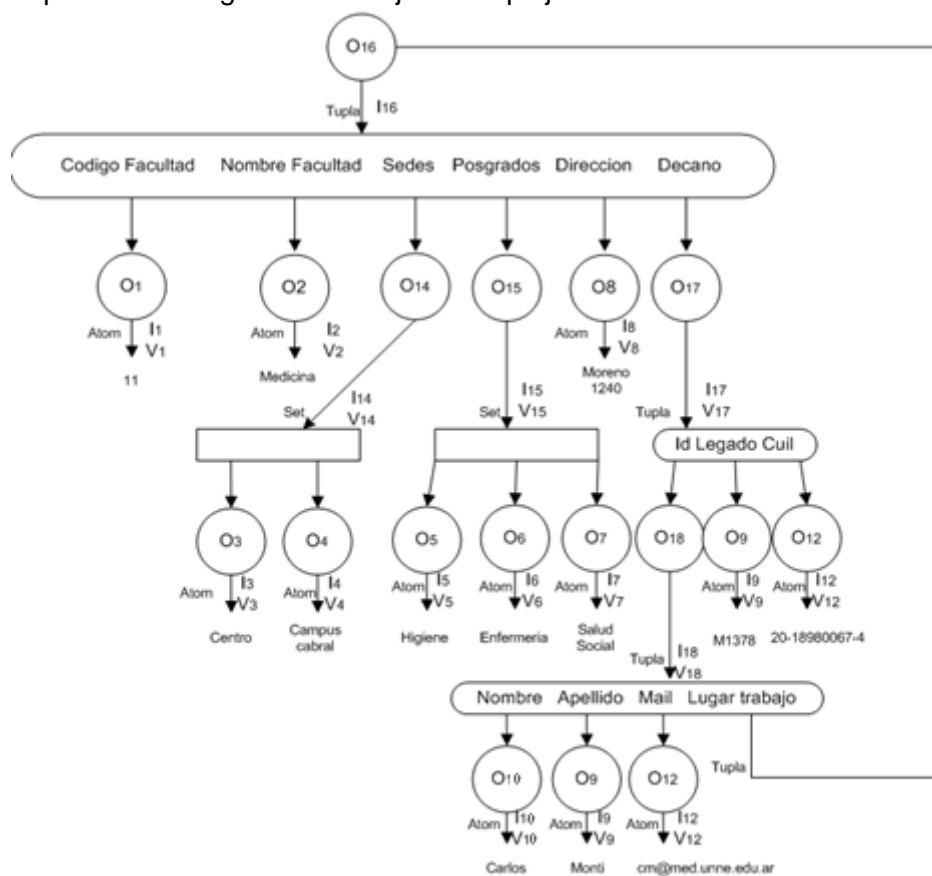 O16
Tupla I16
Codigo Facultad Nombre Facultad Sedes Posgrados Direccion Decano
O1 O2 O14 O15 O8 O17
Atom I1 Atom I2 Atom I8
V1 V2 V8
11 Medicina Moreno
1240
I14 I15 I17
Set V14 Set V15 Tupla V17
Id Legado Cuil
O3 O4 O5 O6 O7 O18 O9 O12
Atom I3 Atom I4 Atom I5 Atom I6 Atom I7 Atom I9 Atom I12
V3 V4 V5 V6 V7 V9 V12
Centro Campus
cabral Higiene Enfermeria Salud
Social M1378 20-18980067-4
I18
Tupla V18
Nombre Apellido Mail Lugar trabajo
O10 O9 O12 Tupla
Atom I10 Atom I9 Atom I12
V10 V9 V12
Carlos Monti cm@med.unne.edu.ar